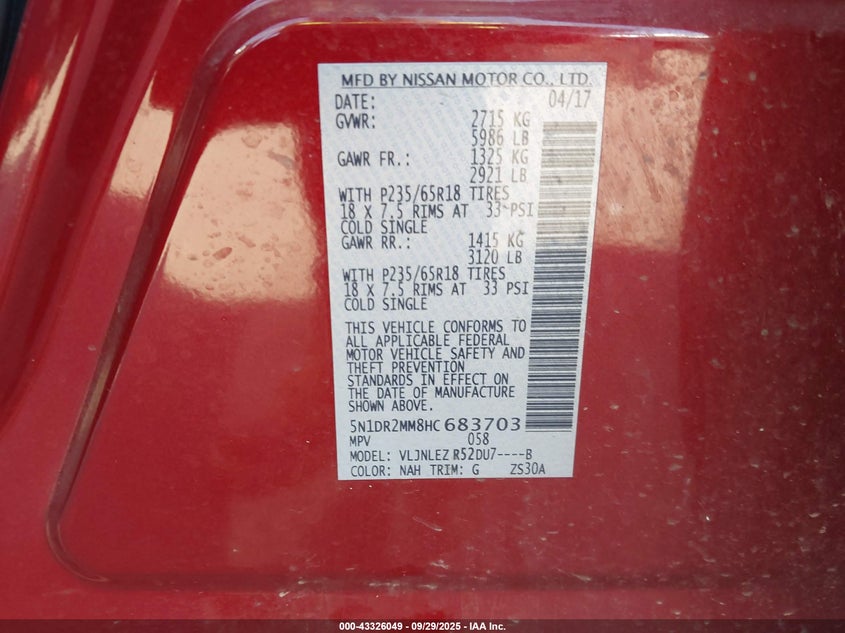 MFD BY NISSAN MOTOR CO., LTD.
DATE: 04/17
GVWR: 2715 KG
5986 LB
GAWR FR.: 1325 KG
2921 LB
WITH P235/65R18 TIRES
18 X 7.5 RIMS AT 33 PSI
COLD SINGLE
GAWR RR.: 1415 KG
3120 LB
WITH P235/65R18 TIRES
18 X 7.5 RIMS AT 33 PSI
COLD SINGLE
THIS VEHICLE CONFORMS TO
ALL APPLICABLE FEDERAL
MOTOR VEHICLE SAFETY AND
THEFT PREVENTION
STANDARDS IN EFFECT ON
THE DATE OF MANUFACTURE
SHOWN ABOVE.
5N1DR2MM8HC683703
MPV 058
MODEL: VLJNLEZ R52DU7----B
COLOR: NAH TRIM: G ZS30A
000-43326049 - 09/29/2025 - IAA Inc.